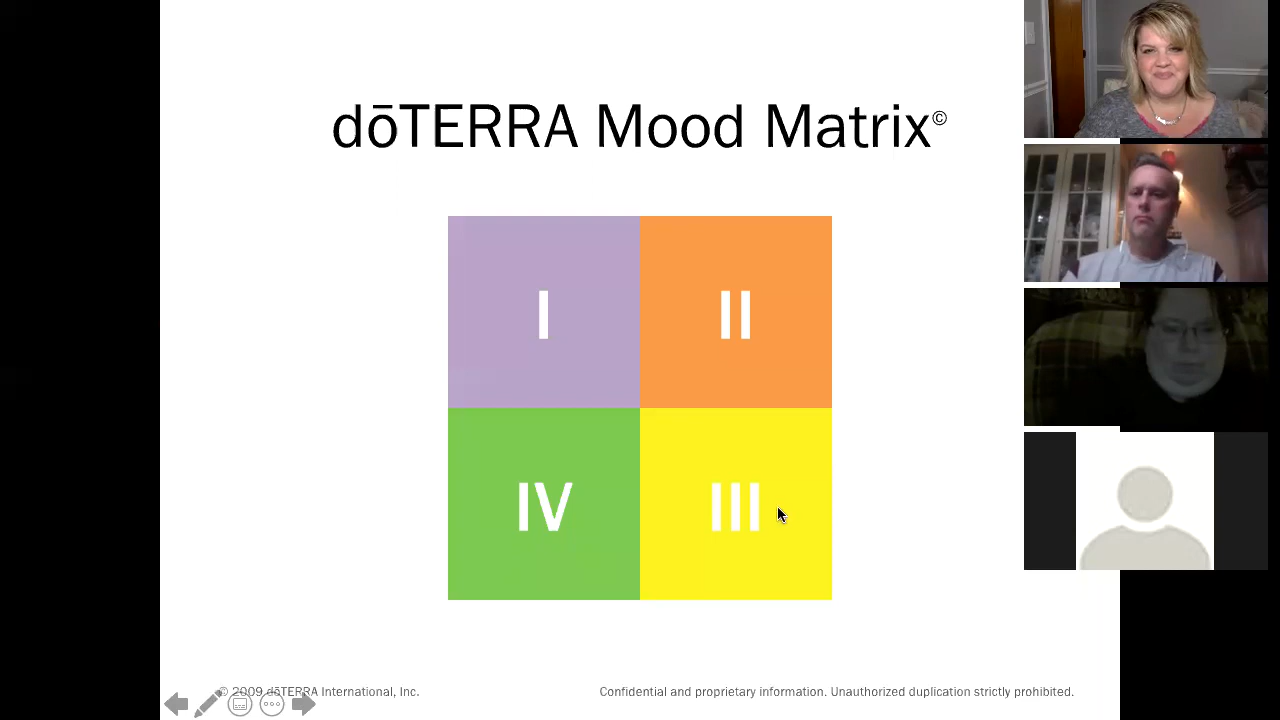 dōTERRA Mood Matrix©
I
II
IV
III
© 2009 dōTERRA International, Inc.
Confidential and proprietary information. Unauthorized duplication strictly prohibited.